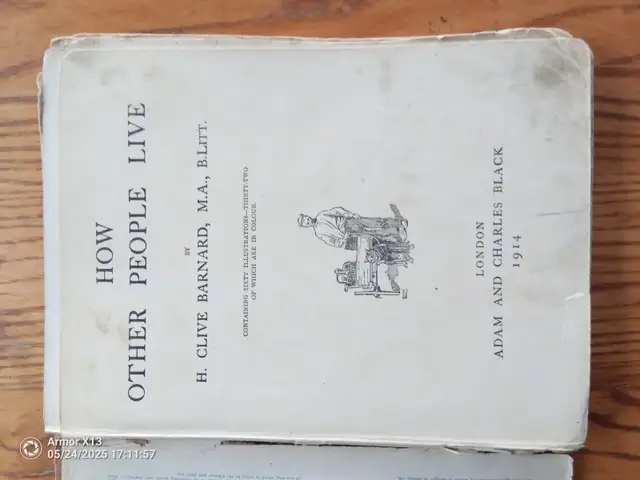 HOW
OTHER PEOPLE LIVE
BY
H. CLIVE BARNARD, M.A., B.LITT.
CONTAINING SIXTY ILLUSTRATIONS—THIRTY-TWO
OF WHICH ARE IN COLOUR.
LONDON
ADAM AND CHARLES BLACK
1914
Armor X13
05/24/2025 17:11:57